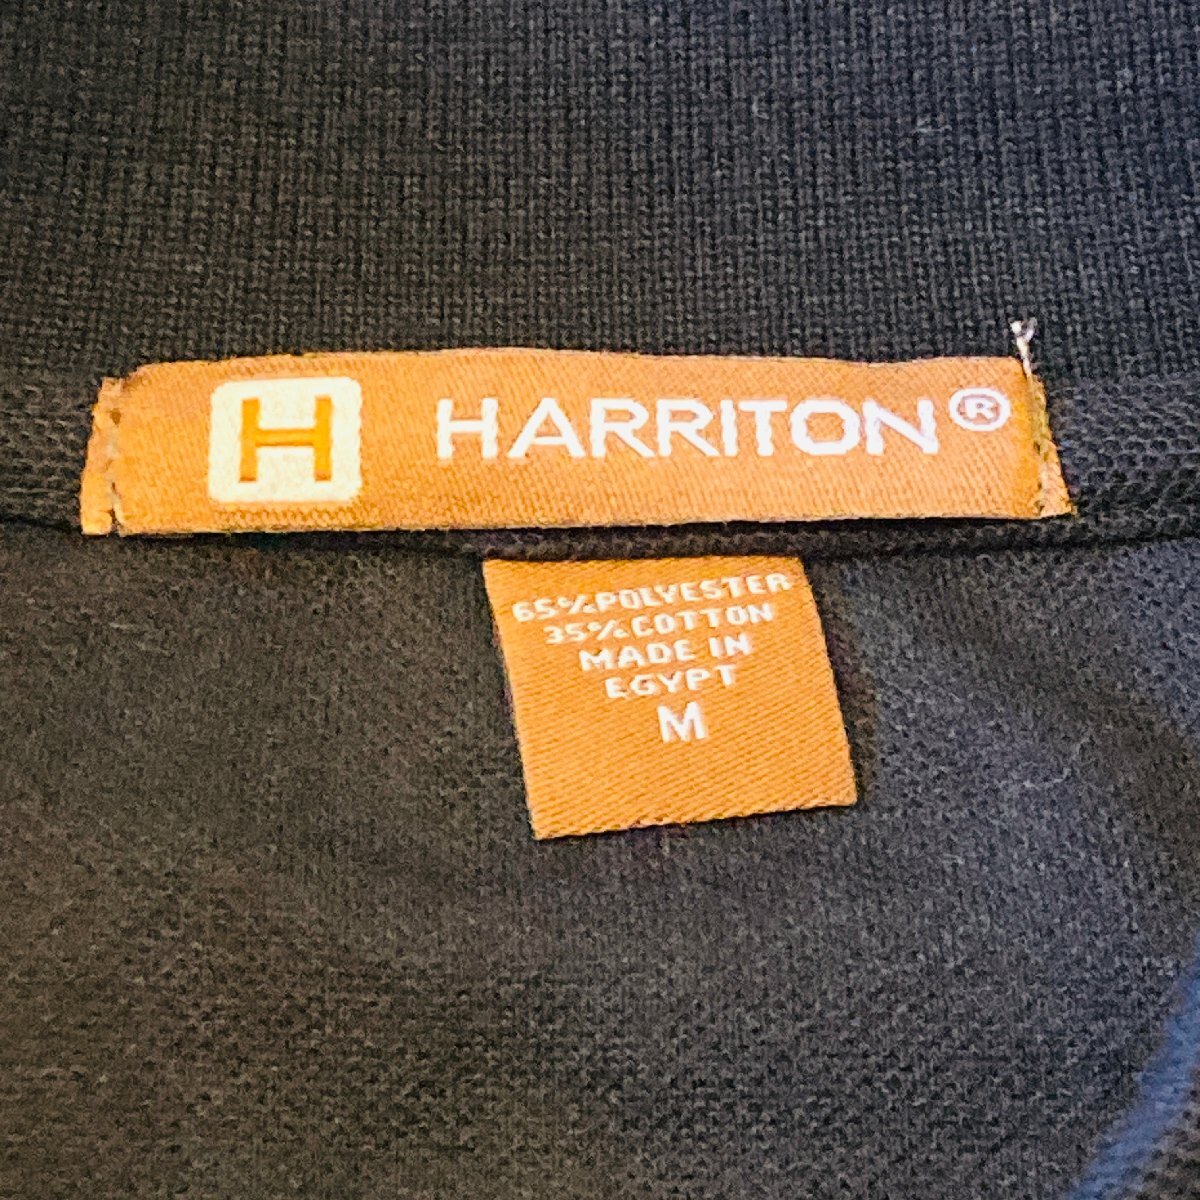 H HARRITON®
65% POLYESTER
35% COTTON
MADE IN
EGYPT
M